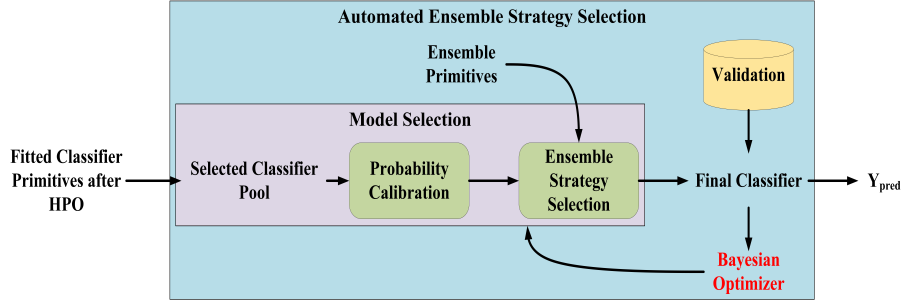 Automated Ensemble Strategy Selection
Ensemble
Primitives
Validation
Model Selection
Fitted Classifier
Primitives after
HPO
Selected Classifier
Pool
Probability
Calibration
Ensemble
Strategy
Selection
Final Classifier
Ypred
Bayesian
Optimizer